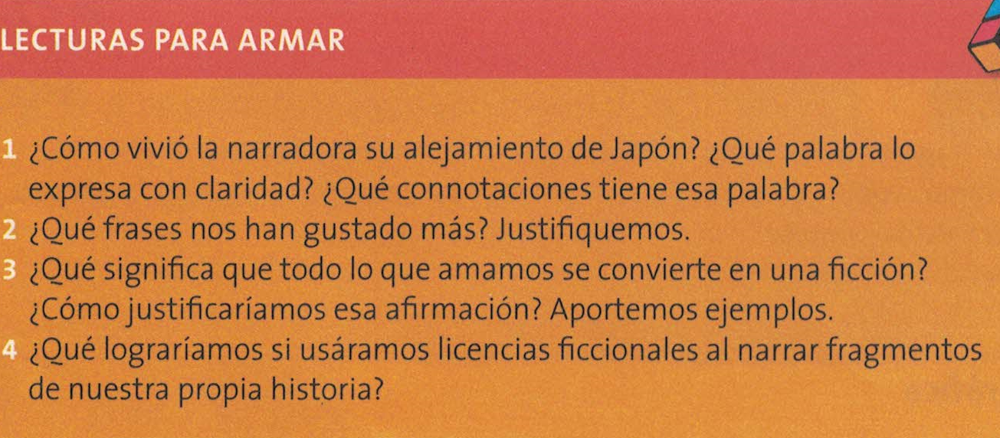 LECTURAS PARA ARMAR
1 ¿Cómo vivió la narradora su alejamiento de Japón? ¿Qué palabra lo
expresa con claridad? ¿Qué connotaciones tiene esa palabra?
2 ¿Qué frases nos han gustado más? Justifiquemos.
3 ¿Qué significa que todo lo que amamos se convierte en una ficción?
¿Cómo justificaríamos esa afirmación? Aportemos ejemplos.
4 ¿Qué lograríamos si usáramos licencias ficcionales al narrar fragmentos
de nuestra propia historia?